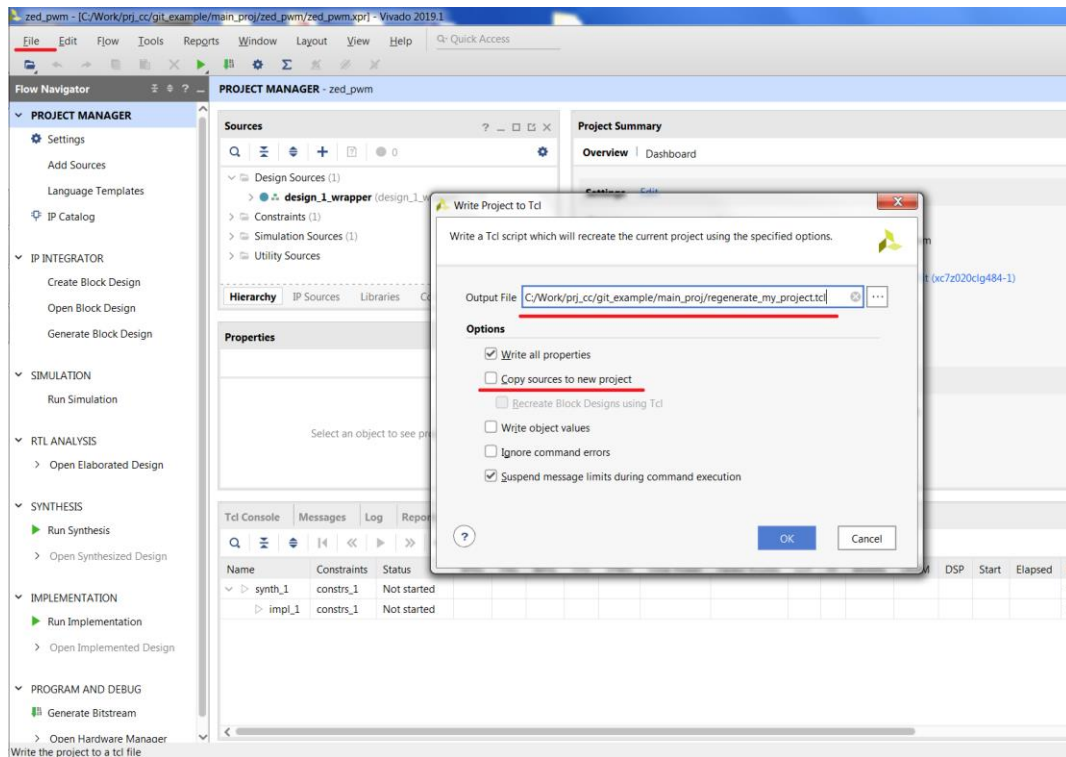 zed_pwm - [C:/Work/prj_cc/git_example/main_proj/zed_pwm/zed_pwm.xpr] - Vivado 2019.1
File Edit Flow Tools Reports Window Layout View Help Quick Access
Flow Navigator
PROJECT MANAGER - zed_pwm
PROJECT MANAGER
Settings
Add Sources
Language Templates
IP Catalog
IP INTEGRATOR
Create Block Design
Open Block Design
Generate Block Design
SIMULATION
Run Simulation
RTL ANALYSIS
Open Elaborated Design
SYNTHESIS
Run Synthesis
Open Synthesized Design
IMPLEMENTATION
Run Implementation
Open Implemented Design
PROGRAM AND DEBUG
Generate Bitstream
Open Hardware Manager
Sources
0
Design Sources (1)
design_1_wrapper (design_1_w
Constraints (1)
Simulation Sources (1)
Utility Sources
Hierarchy IP Sources Libraries Co
Properties
Select an object to see pro
Project Summary
Overview Dashboard
Settings Edit
m
it (xc7z020clg484-1)
Write Project to Tcl
Write a Tcl script which will recreate the current project using the specified options.
Output File C:/Work/prj_cc/git_example/main_proj/regenerate_my_project.tcl
Options
Write all properties
Copy sources to new project
Recreate Block Designs using Tcl
Write object values
Ignore command errors
Suspend message limits during command execution
? OK Cancel
Tcl Console Messages Log Repor
Name Constraints Status DSP Start Elapsed
synth_1 constrs_1 Not started
impl_1 constrs_1 Not started
Write the project to a tcl file